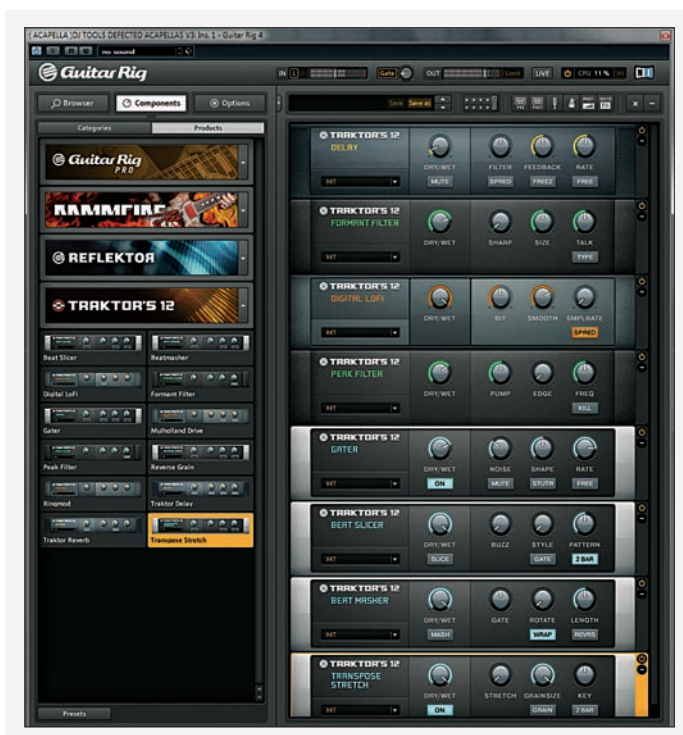 ( ACAPELLA )DJ TOOLS DEFECTED ACAPELLAS V3: Ins. 1 - Guitar Rig 4
no sound
Guitar Rig
IN L Gate OUT Limit LIVE CPU 11 % HI
Browser Components Options
Save Save as
Categories Products
Guitar Rig
PRO
RAMMFIRE
REFLEKTOR
TRAKTOR'S 12
Beat Slicer Beatmasher
Digital LoFi Formant Filter
Gater Mulholland Drive
Peak Filter Reverse Grain
Ringmod Traktor Delay
Traktor Reverb Transpose Stretch
Presets
TRAKTOR'S 12
DELAY
DRY/WET FILTER FEEDBACK RATE
INIT MUTE SPRED FREEZ FREE
TRAKTOR'S 12
FORMANT FILTER
DRY/WET SHARP SIZE TALK
INIT TYPE
TRAKTOR'S 12
DIGITAL LOFI
DRY/WET BIT SMOOTH SMPLRATE
INIT SPRED
TRAKTOR'S 12
PEAK FILTER
DRY/WET PUMP EDGE FREQ
INIT KILL
TRAKTOR'S 12
GATER
DRY/WET NOISE SHAPE RATE
INIT ON MUTE STUTR FREE
TRAKTOR'S 12
BEAT SLICER
DRY/WET BUZZ STYLE PATTERN
INIT SLICE GATE 2 BAR
TRAKTOR'S 12
BEAT MASHER
DRY/WET GATE ROTATE LENGTH
INIT MASH WRAP REVRS
TRAKTOR'S 12
TRANSPOSE
STRETCH
DRY/WET STRETCH GRAINSIZE KEY
INIT ON GRAIN 2 BAR